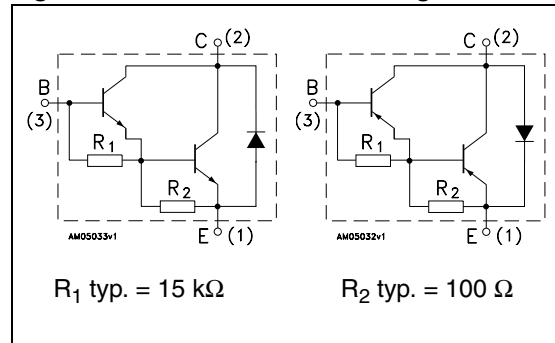 C (2) C (2)
B B
(3) (3)
R1 R1
R2 R2
AM05033v1 E (1) AM05032v1 E (1)
R1 typ. = 15 kΩ R2 typ. = 100 Ω